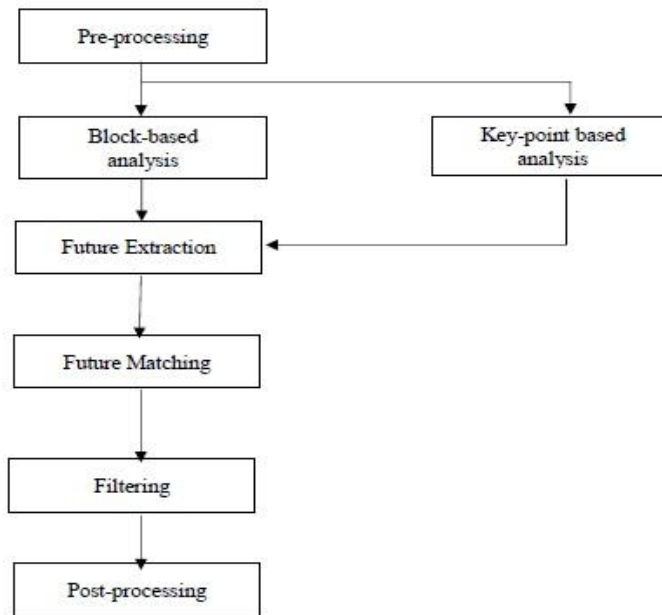 Pre-processing
Block-based
analysis
Key-point based
analysis
Future Extraction
Future Matching
Filtering
Post-processing